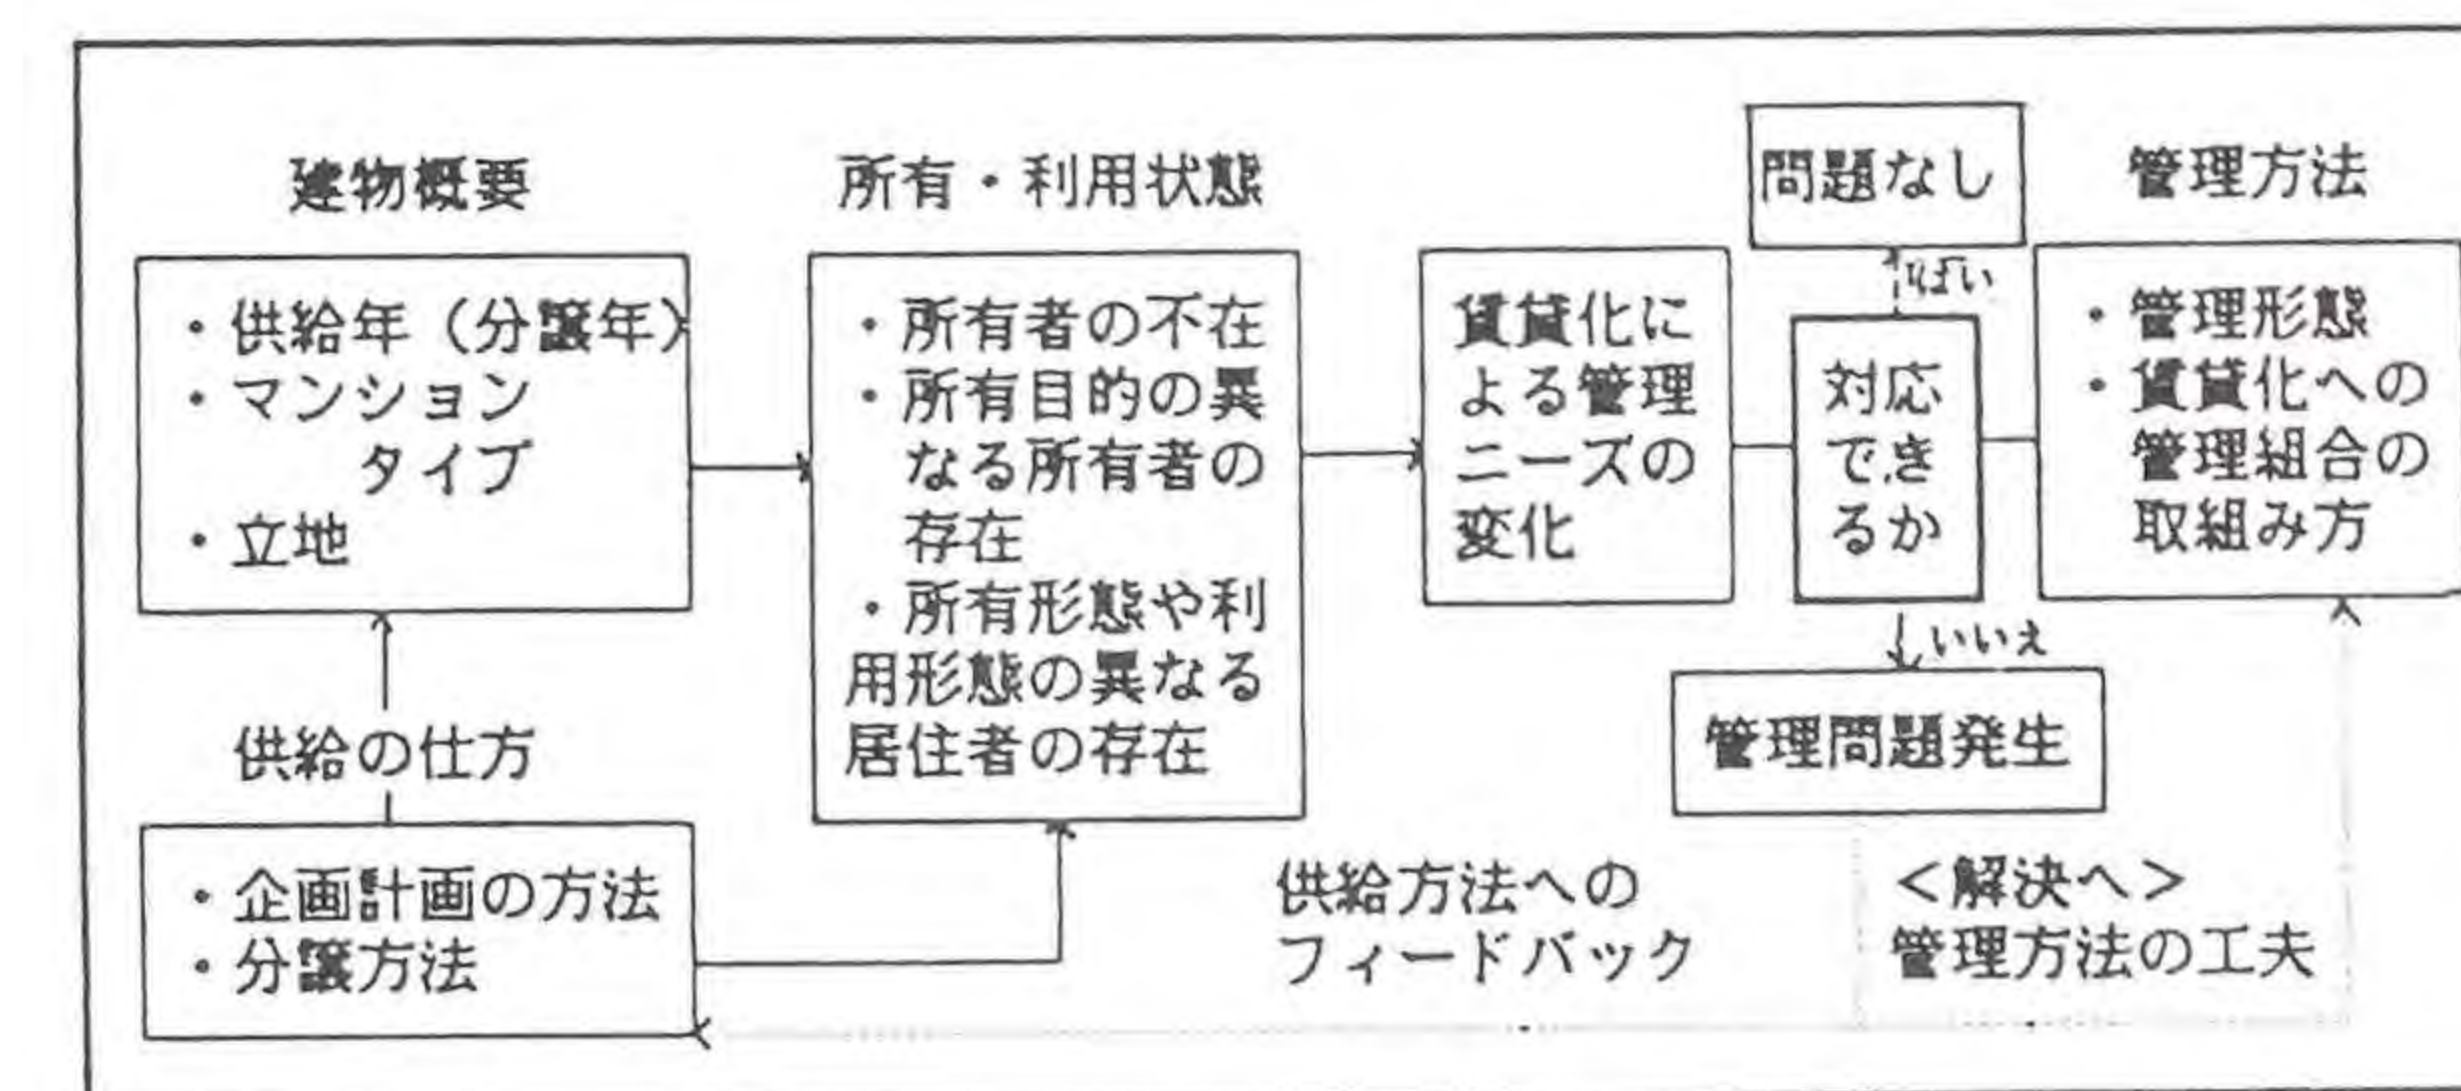 建物概要
・供給年（分譲年）
・マンション
タイプ
・立地
供給の仕方
・企画計画の方法
・分譲方法
所有・利用状態
・所有者の不在
・所有目的の異
なる所有者の
存在
・所有形態や利
用形態の異なる
居住者の存在
賃貸化に
よる管理
ニーズの
変化
問題なし
はい
対応
でき
るか
いいえ
管理問題発生
管理方法
・管理形態
・賃貸化への
管理組合の
取組み方
供給方法への
フィードバック
＜解決へ＞
管理方法の工夫